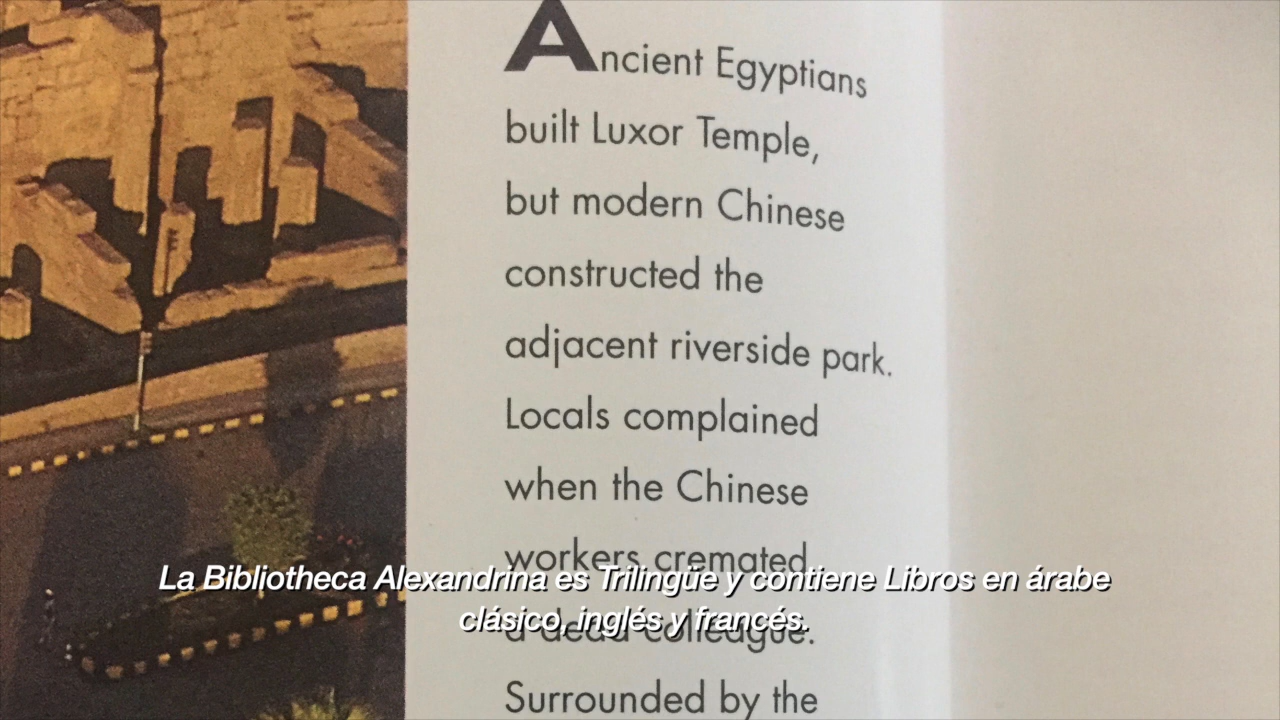 Ancient Egyptians
built Luxor Temple,
but modern Chinese
constructed the
adjacent riverside park.
Locals complained
when the Chinese
workers cremated
a dead colleague.
Surrounded by the
La Bibliotheca Alexandrina es Trilingüe y contiene Libros en árabe
clásico, inglés y francés.